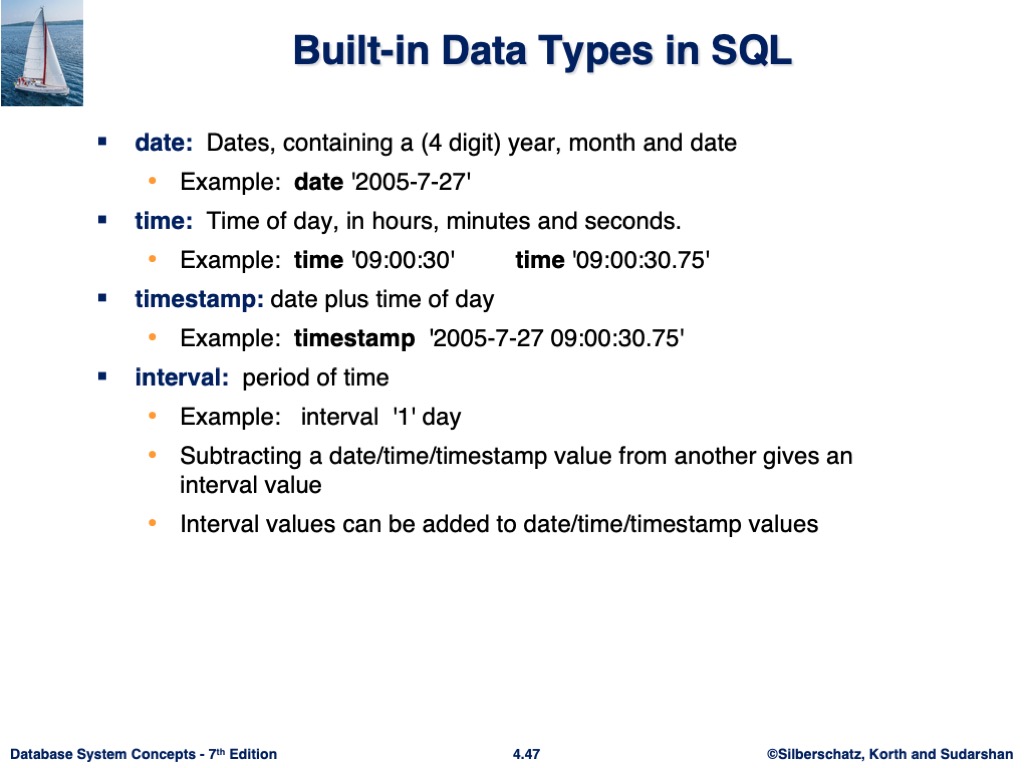 Built-in Data Types in SQL
▪ date: Dates, containing a (4 digit) year, month and date
• Example: date '2005-7-27'
▪ time: Time of day, in hours, minutes and seconds.
• Example: time '09:00:30' time '09:00:30.75'
▪ timestamp: date plus time of day
• Example: timestamp '2005-7-27 09:00:30.75'
▪ interval: period of time
• Example: interval '1' day
• Subtracting a date/time/timestamp value from another gives an
interval value
• Interval values can be added to date/time/timestamp values
Database System Concepts - 7th Edition 4.47 ©Silberschatz, Korth and Sudarshan